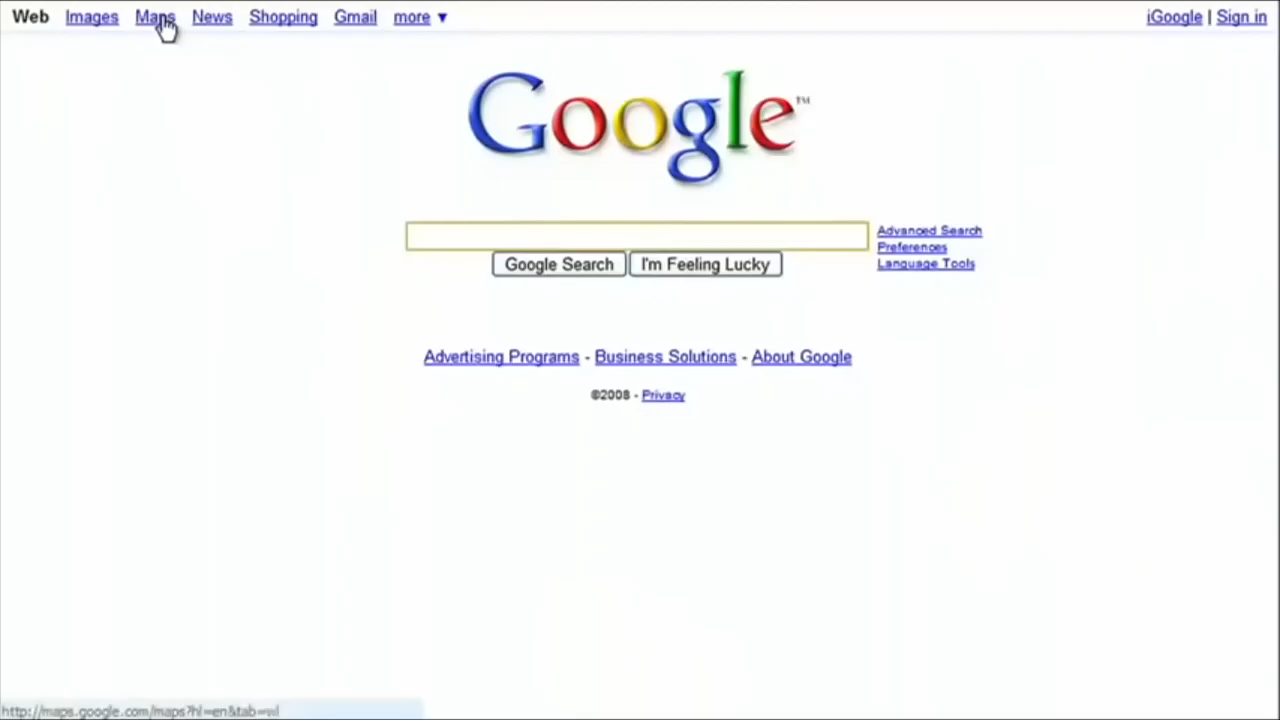 Web Images Maps News Shopping Gmail more ▼ iGoogle | Sign in
Google™
Advanced Search
Preferences
Language Tools
Google Search I'm Feeling Lucky
Advertising Programs - Business Solutions - About Google
©2008 - Privacy
http://maps.google.com/maps?hl=en&tab=wl